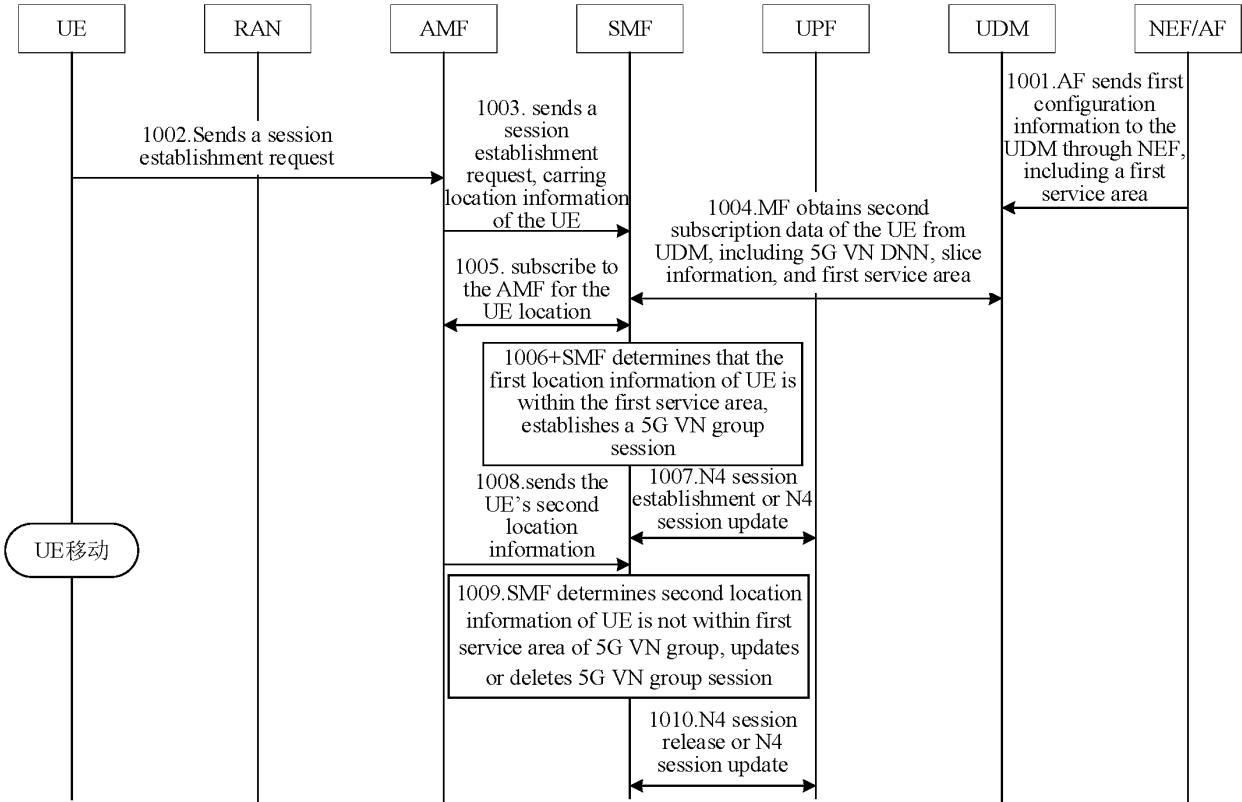 UE
RAN
AMF
SMF
UPF
UDM
NEF/AF
1001.AF sends first
configuration
information to the
UDM through NEF,
including a first
service area
1002.Sends a session
establishment request
1003. sends a
session
establishment
request, carring
location information
of the UE
1004.MF obtains second
subscription data of the UE from
UDM, including 5G VN DNN, slice
information, and first service area
1005. subscribe to
the AMF for the
UE location
1006+SMF determines that the
first location information of UE is
within the first service area,
establishes a 5G VN group
session
1007.N4 session
establishment or N4
session update
1008.sends the
UE’s second
location
information
UE移动
1009.SMF determines second location
information of UE is not within first
service area of 5G VN group, updates
or deletes 5G VN group session
1010.N4 session
release or N4
session update